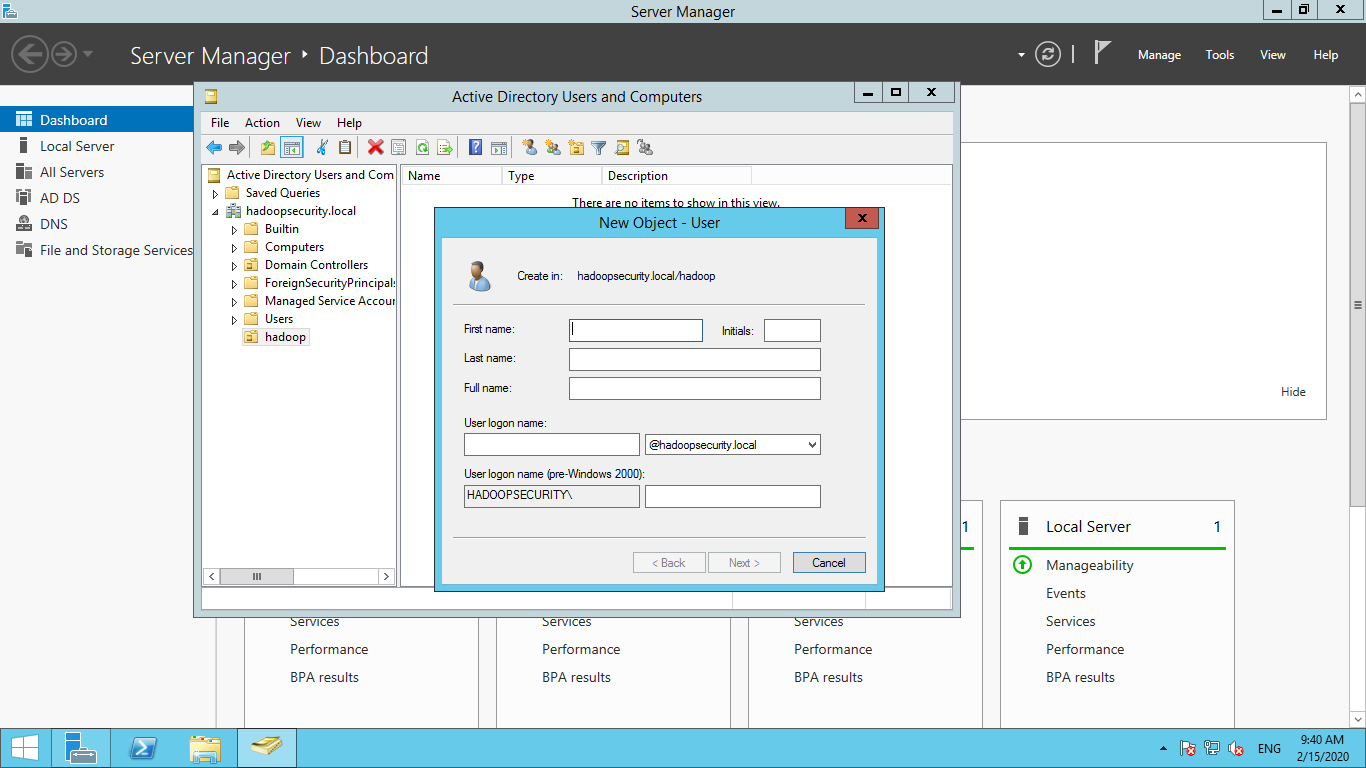 Server Manager
Server Manager
Dashboard
Manage
Tools
View
Help
Dashboard
Local Server
All Servers
AD DS
DNS
File and Storage Services
Active Directory Users and Computers
File
Action
View
Help
Active Directory Users and Com
Saved Queries
hadoopsecurity.local
Builtin
Computers
Domain Controllers
ForeignSecurityPrincipals
Managed Service Accour
Users
hadoop
Name
Type
Description
There are no items to show in this view.
New Object - User
Create in: hadoopsecurity.local/hadoop
First name:
Initials:
Last name:
Full name:
User logon name:
@hadoopsecurity.local
User logon name (pre-Windows 2000):
HADOOPSECURITY\
< Back
Next >
Cancel
Hide
1
Local Server 1
Manageability
Events
Services
Performance
BPA results
Services
Performance
BPA results
Services
Performance
BPA results
Services
Performance
BPA results
ENG
9:40 AM
2/15/2020